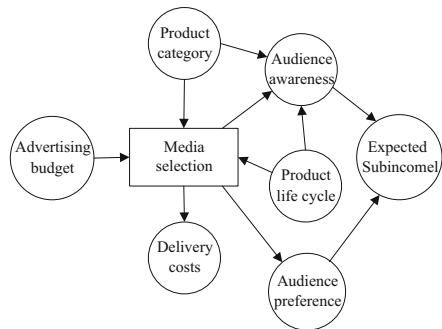 Product
category
Audience
awareness
Advertising
budget
Media
selection
Expected
Subincomel
Product
life cycle
Delivery
costs
Audience
preference